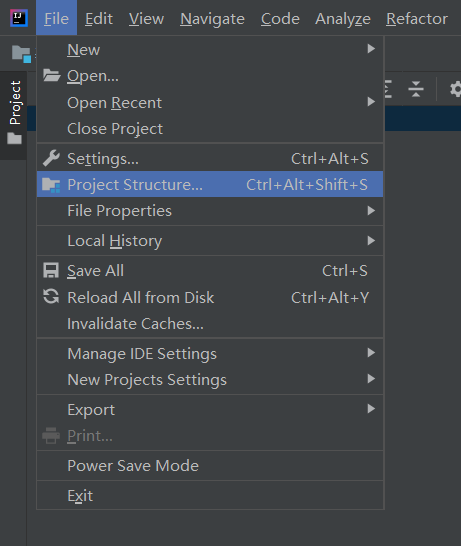 IJ File Edit View Navigate Code Analyze Refactor
New
Open...
Open Recent
Close Project
Settings... Ctrl+Alt+S
Project Structure... Ctrl+Alt+Shift+S
File Properties
Local History
Save All Ctrl+S
Reload All from Disk Ctrl+Alt+Y
Invalidate Caches...
Manage IDE Settings
New Projects Settings
Export
Print...
Power Save Mode
Exit
Project